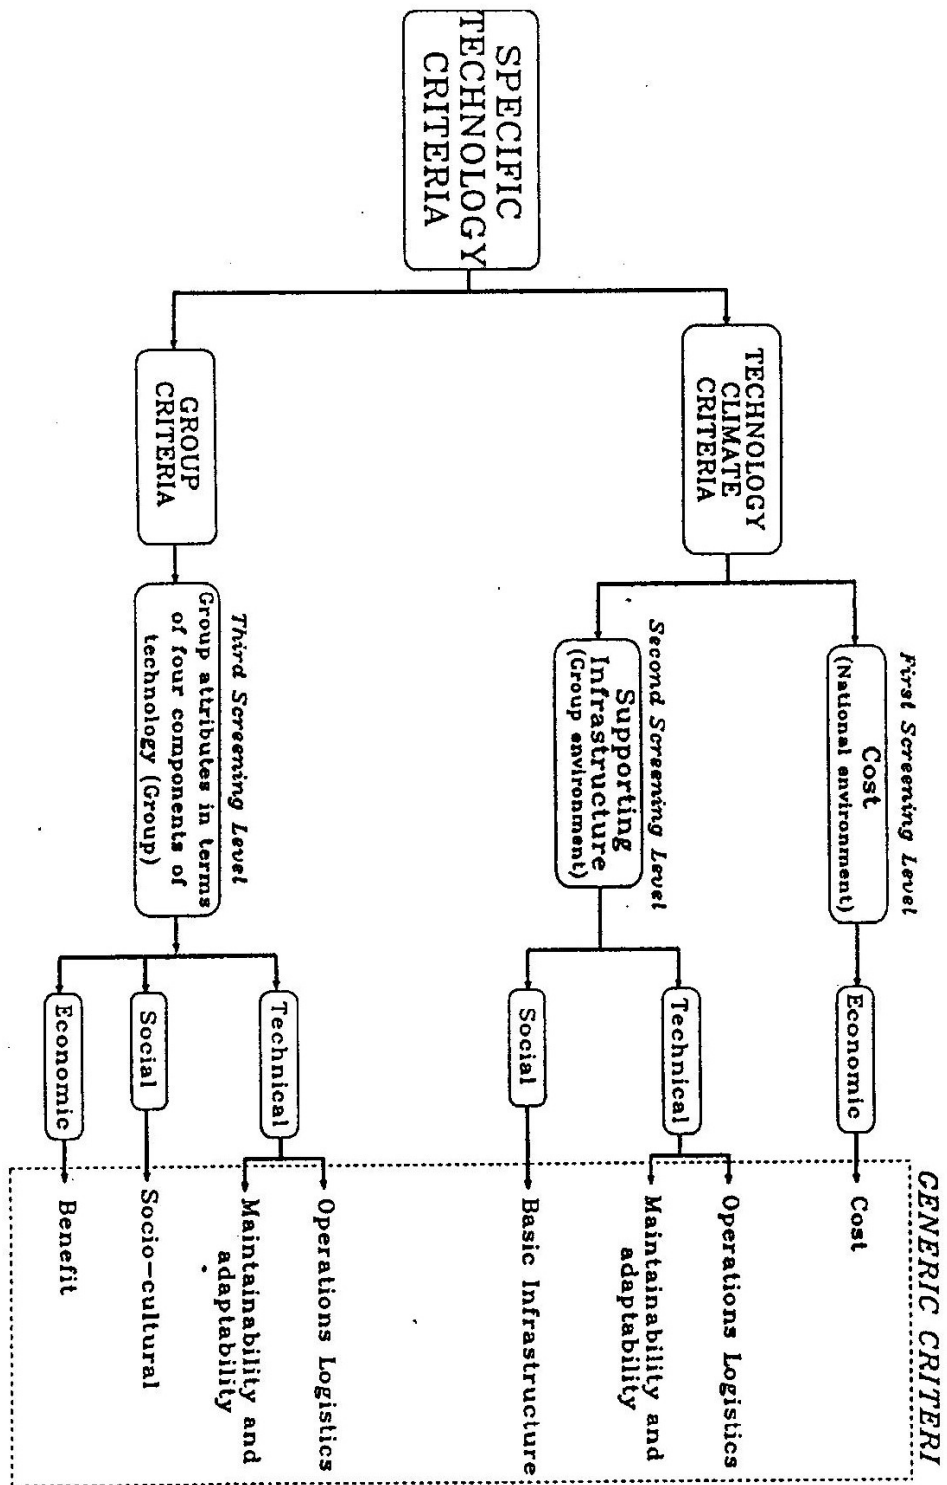 SPECIFIC
TECHNOLOGY
CRITERIA
TECHNOLOGY
CLIMATE
CRITERIA
GROUP
CRITERIA
First Screening Level
Cost
(National environment)
Second Screening Level
Supporting
Infrastructure
(Group environment)
Third Screening Level
Group attributes in terms
of four components of
technology (Group)
Economic
Technical
Social
Technical
Social
Economic
GENERIC CRITERI
Cost
Operations Logistics
Maintainability and
adaptability
Basic Infrastructure
Operations Logistics
Maintainability and
adaptability
Socio-cultural
Benefit